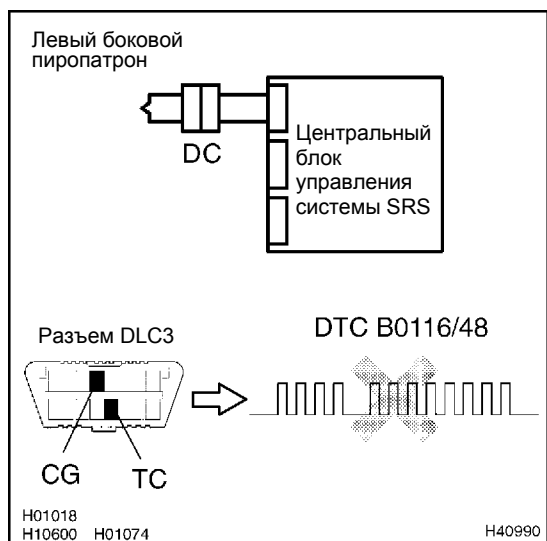 Левый боковой
пиропатрон
DC
Центральный
блок
управления
системы SRS
Разъем DLC3
DTC B0116/48
CG
TC
H01018
H10600 H01074
H40990